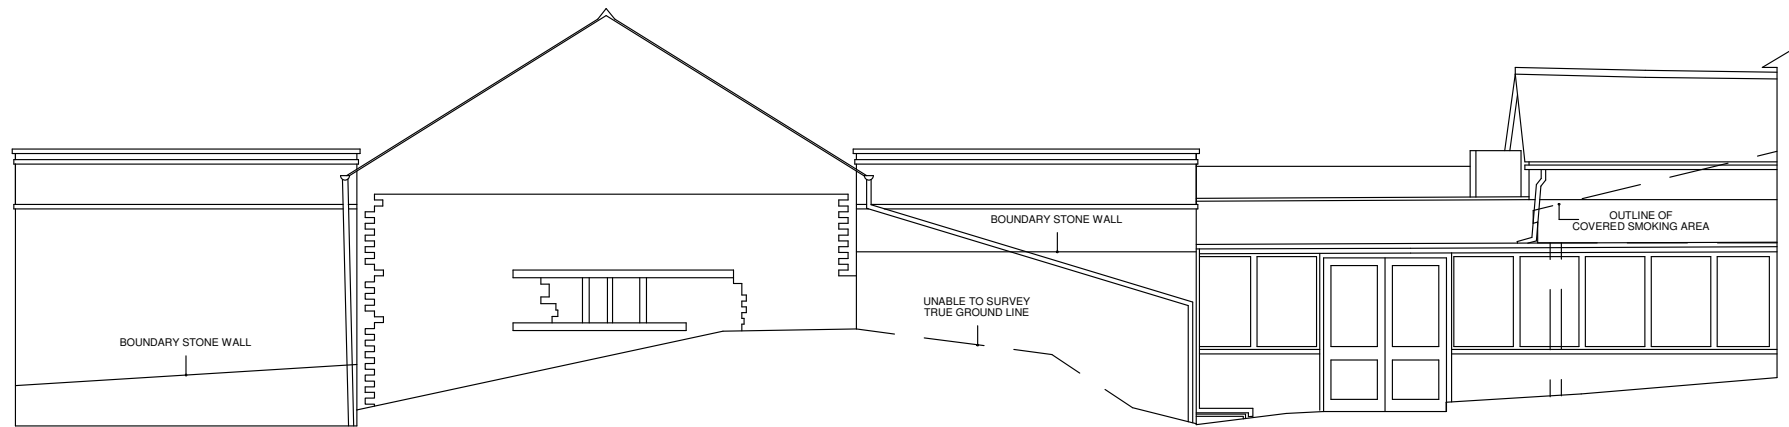 BOUNDARY STONE WALL
UNABLE TO SURVEY
TRUE GROUND LINE
BOUNDARY STONE WALL
OUTLINE OF
COVERED SMOKING AREA